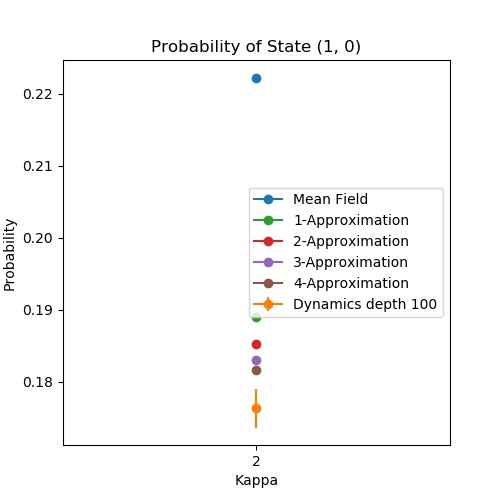 Probability of State (1, 0)
Probability
0.22
0.21
0.20
0.19
0.18
Mean Field
1-Approximation
2-Approximation
3-Approximation
4-Approximation
Dynamics depth 100
2
Kappa